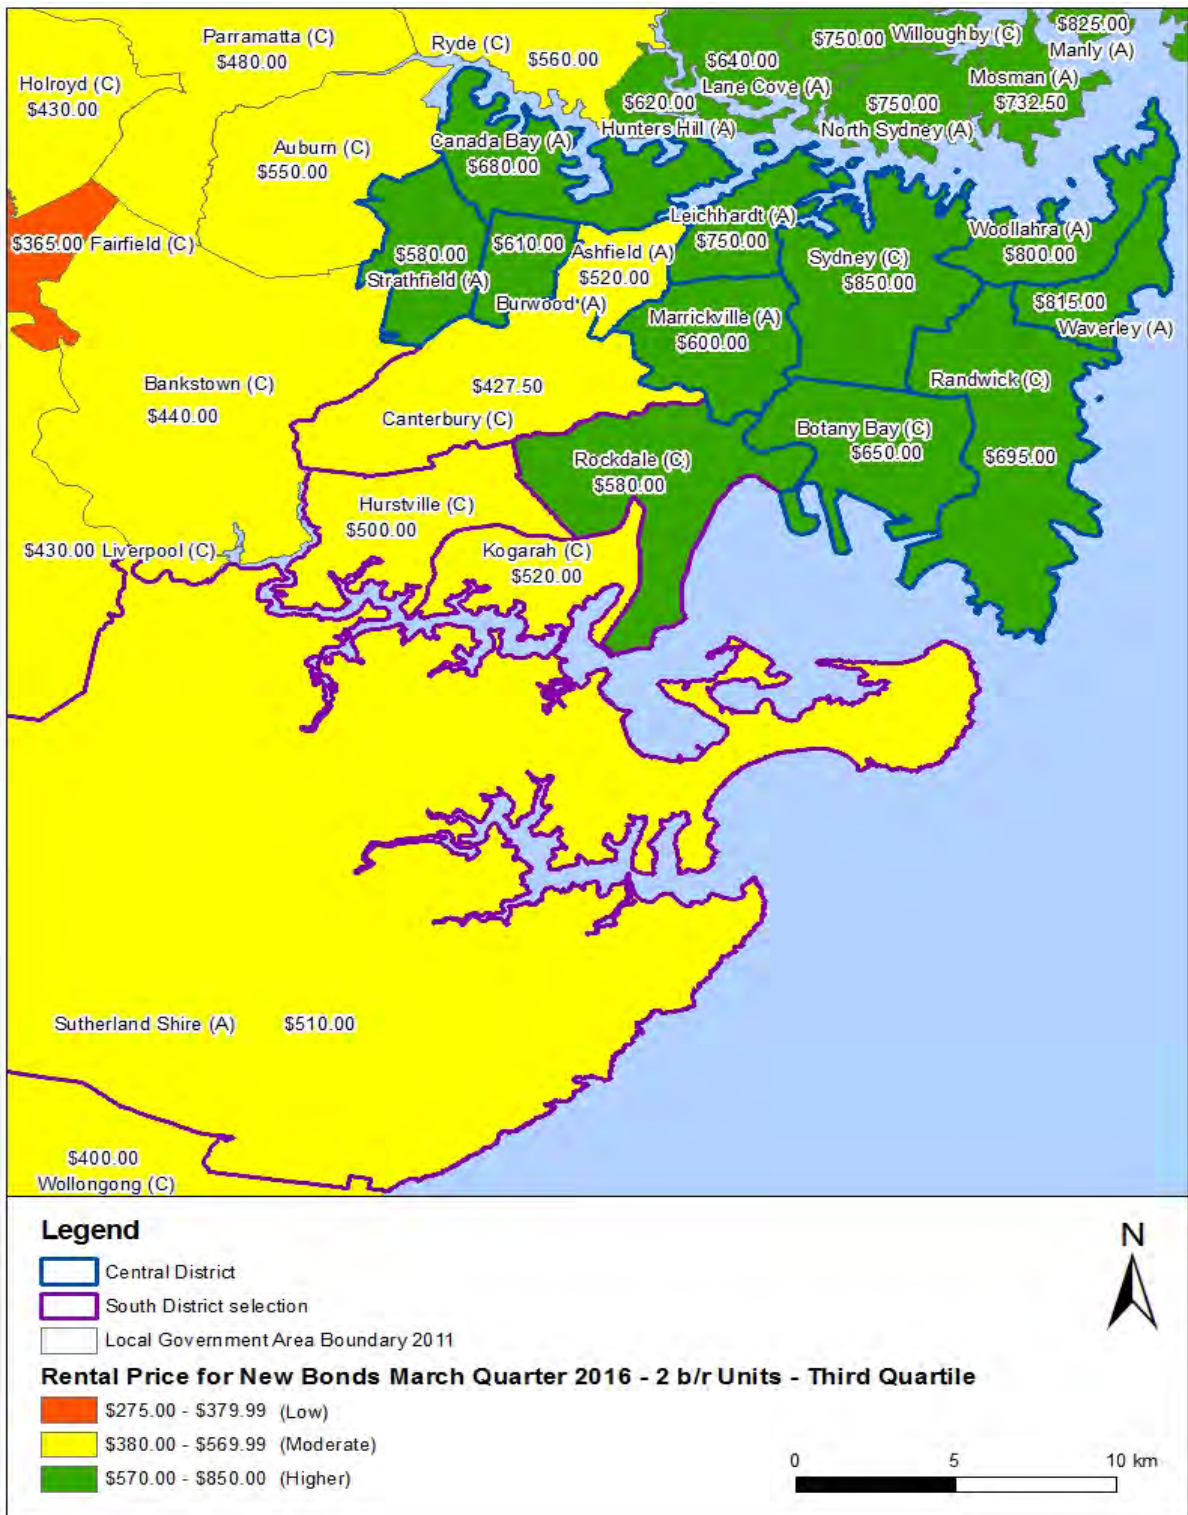 Parramatta (C)
$480.00
Ryde (C)
$560.00
$750.00 Willoughby (C)
$825.00
Manly (A)
Holroyd (C)
$430.00
$640.00
Lane Cove (A)
Mosman (A)
$732.50
$620.00
Hunters Hill (A)
$750.00
North Sydney (A)
Auburn (C)
$550.00
Canada Bay (A)
$680.00
$365.00 Fairfield (C)
$580.00
Strathfield (A)
$610.00
Burwood (A)
Ashfield (A)
$520.00
Leichhardt (A)
$750.00
Sydney (C)
$850.00
Woollahra (A)
$800.00
$815.00
Waverley (A)
Marrickville (A)
$600.00
Bankstown (C)
$440.00
$427.50
Canterbury (C)
Randwick (C)
$695.00
Botany Bay (C)
$650.00
Rockdale (C)
$580.00
Hurstville (C)
$500.00
$430.00 Liverpool (C)
Kogarah (C)
$520.00
Sutherland Shire (A) $510.00
$400.00
Wollongong (C)
Legend
N
Central District
South District selection
Local Government Area Boundary 2011
Rental Price for New Bonds March Quarter 2016 - 2 b/r Units - Third Quartile
$275.00 - $379.99 (Low)
$380.00 - $569.99 (Moderate)
$570.00 - $850.00 (Higher)
0 5 10 km